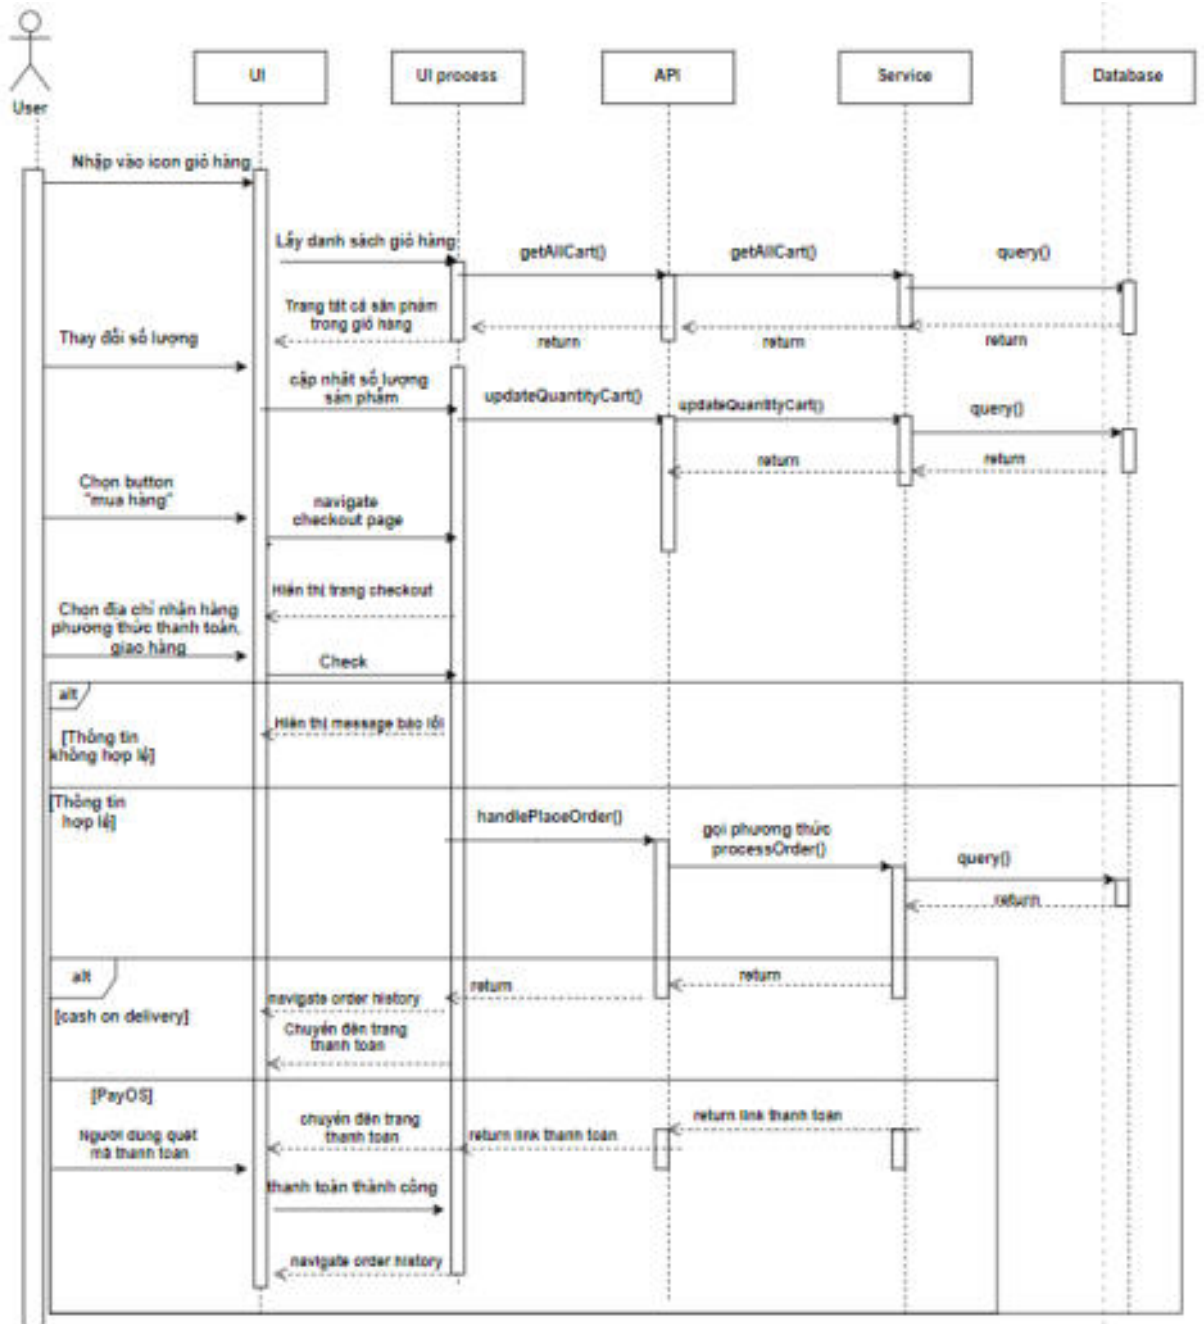 User
UI
UI process
API
Service
Database
Nhập vào icon giỏ hàng
Lấy danh sách giỏ hàng
getAllCart()
getAllCart()
query()
Trang tất cả sản phẩm
trong giỏ hàng
return
return
return
Thay đổi số lượng
cập nhật số lượng
sản phẩm
updateQuantityCart()
updateQuantityCart()
query()
return
return
Chọn button
"mua hàng"
navigate
checkout page
Hiển thị trang checkout
Chọn địa chỉ nhận hàng
phương thức thanh toán,
giao hàng
Check
alt
Hiển thị message báo lỗi
[Thông tin
không hợp lệ]
[Thông tin
hợp lệ]
handlePlaceOrder()
gọi phương thức
processOrder()
query()
return
alt
return
return
navigate order history
[cash on delivery]
Chuyển đến trang
thanh toán
[PayOS]
return link thanh toán
chuyển đến trang
thanh toán
return link thanh toán
Người dùng quét
mã thanh toán
thanh toán thành công
navigate order history